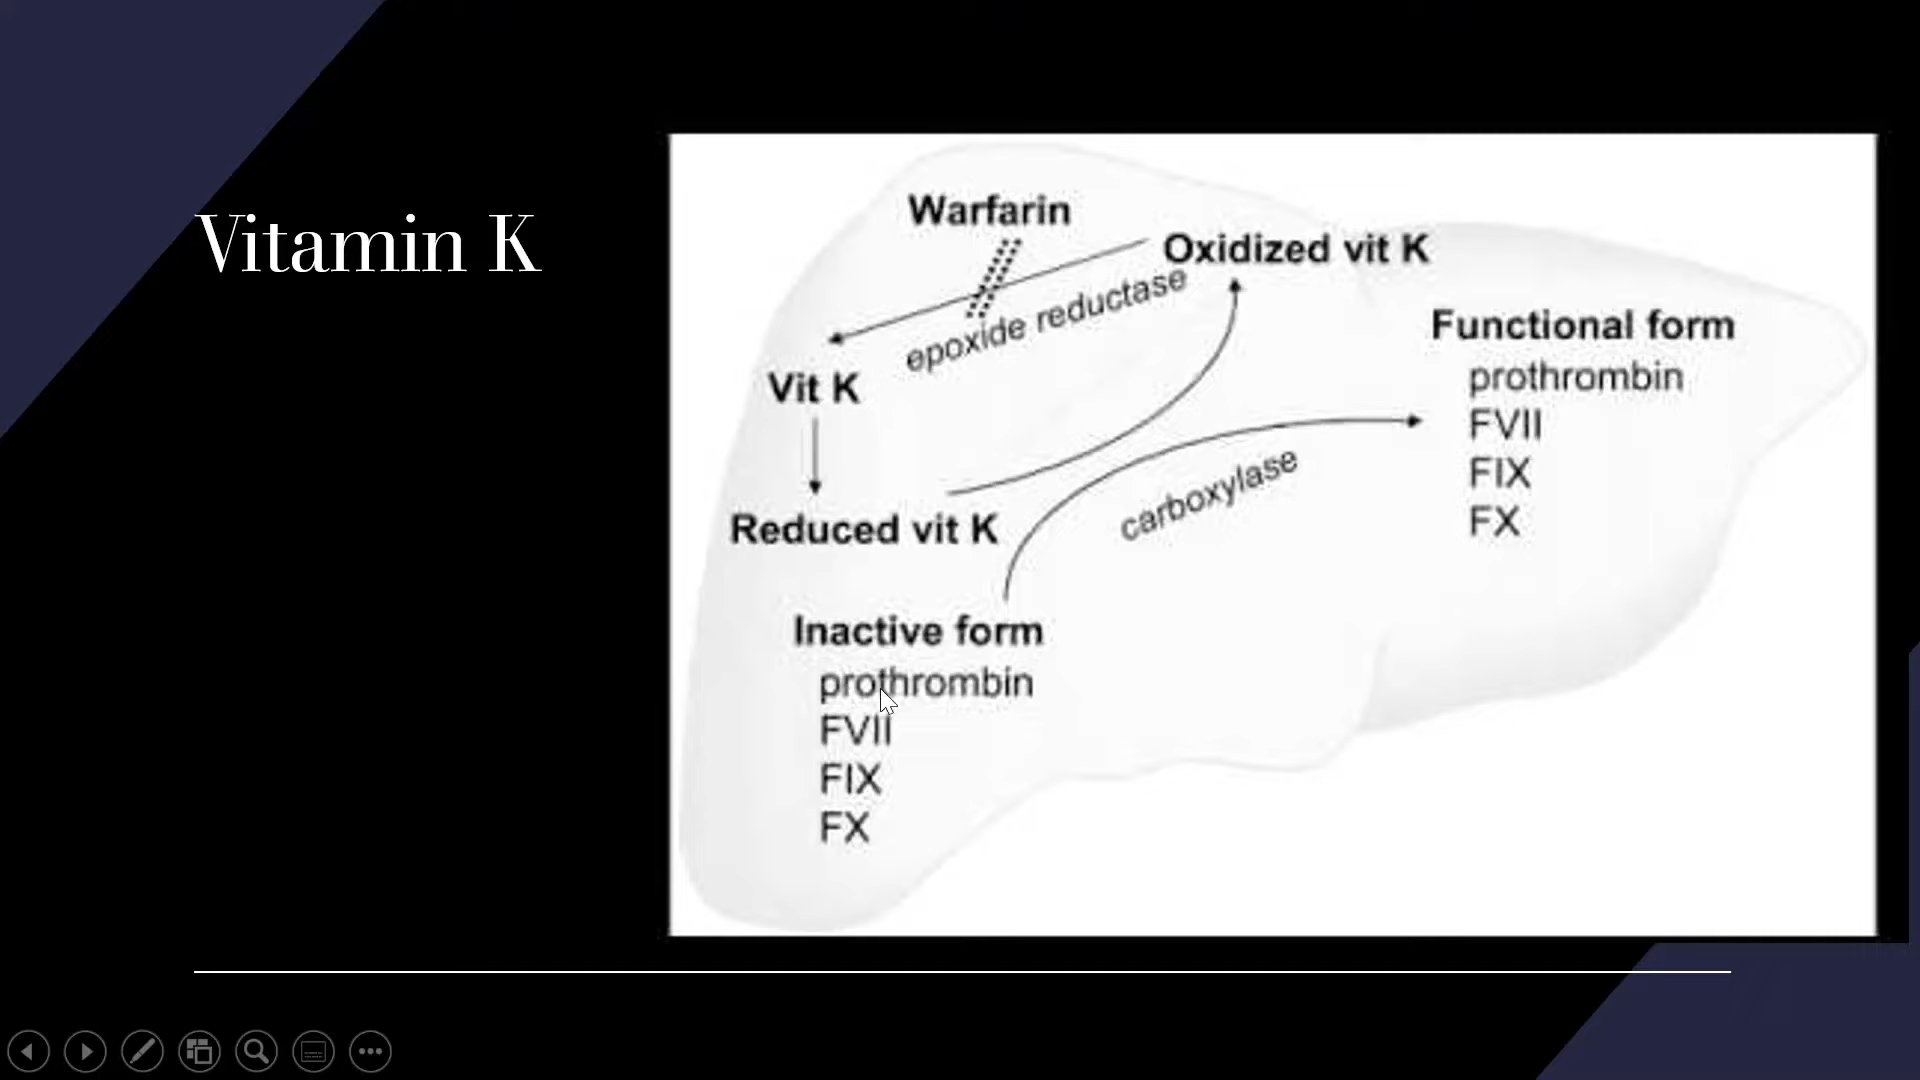 Vitamin K
Warfarin
Oxidized vit K
epoxide reductase
Vit K
Reduced vit K
carboxylase
Functional form
prothrombin
FVII
FIX
FX
Inactive form
prothrombin
FVII
FIX
FX